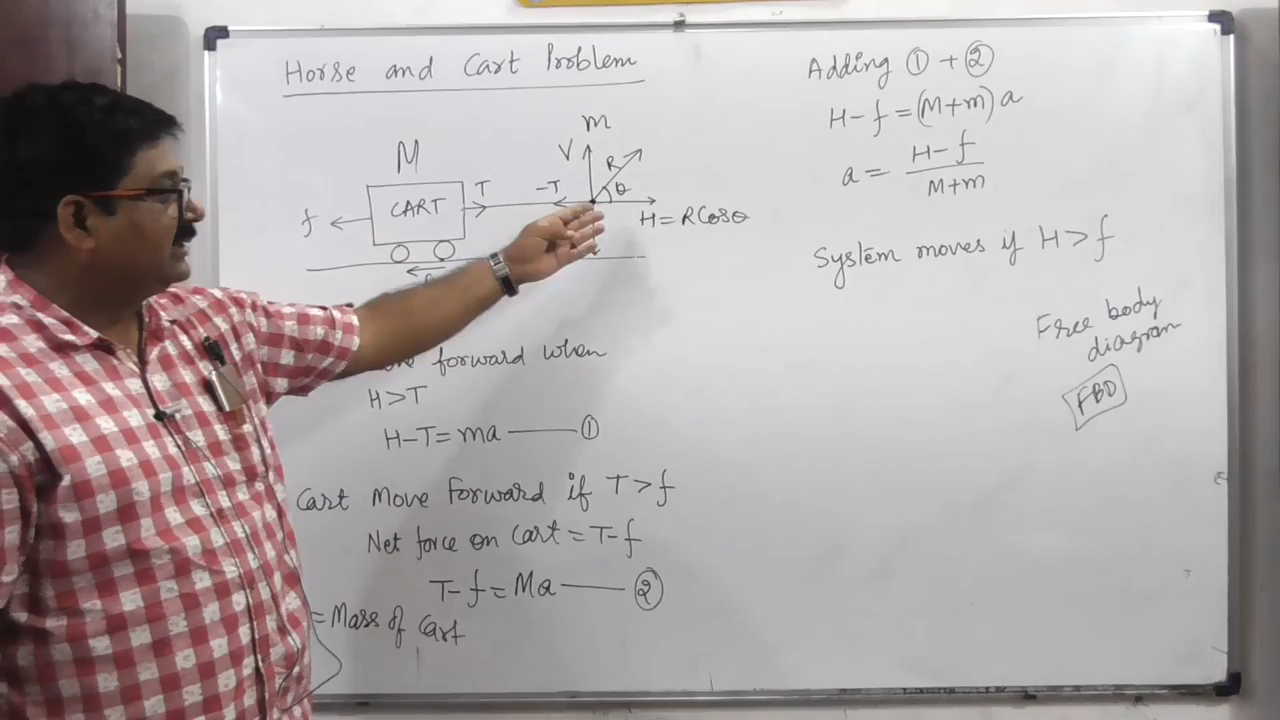 Horse and Cart Problem
m
M
V
R
θ
T
-T
f
CART
H = R Cosθ
forward when
H > T
H - T = ma —— ①
Cart Move Forward if T > f
Net force on Cart = T - f
T - f = Ma —— ②
= Mass of Cart
Adding ① + ②
H - f = (M+m) a
a = H - f / M+m
System moves if H > f
Free body
diagram
FBD